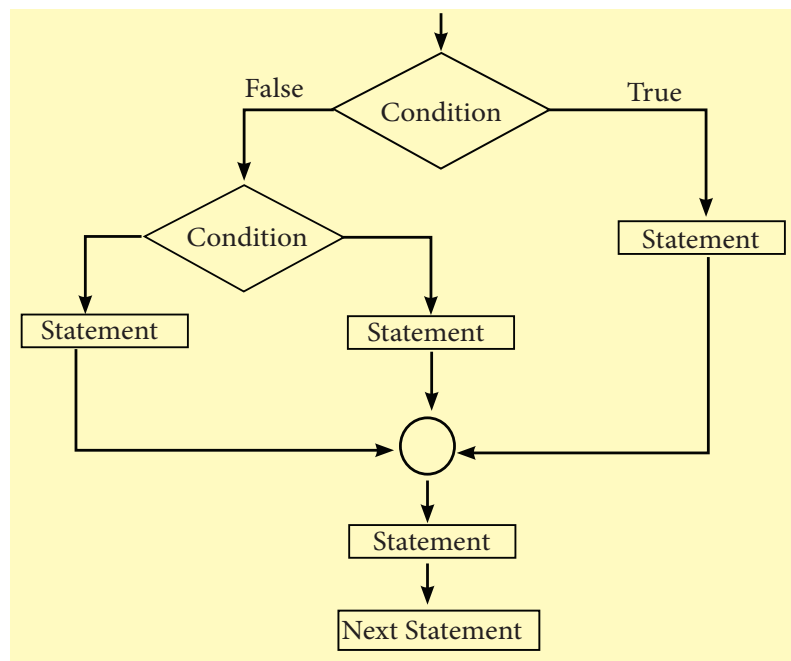 False
True
Condition
Condition
Statement
Statement
Statement
Statement
Next Statement